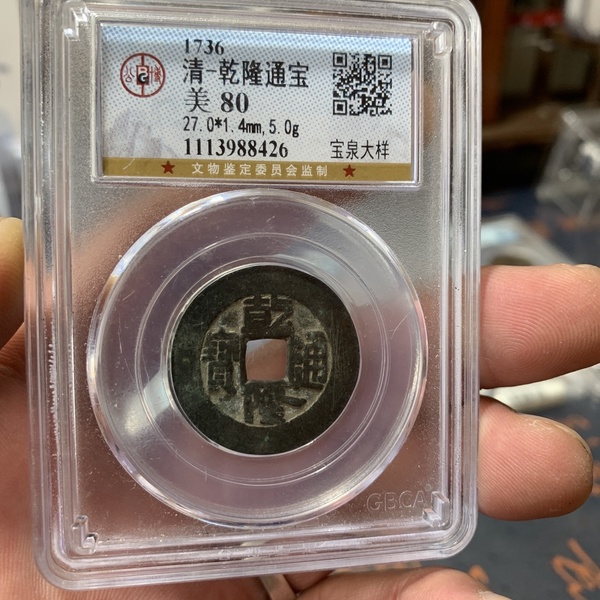 1736
清-乾隆通宝
美 80
27.0*1.4mm,5.0g
1113988426
宝泉大样
★ 文物鉴定委员会监制 ★
乾隆通寶
GBCA